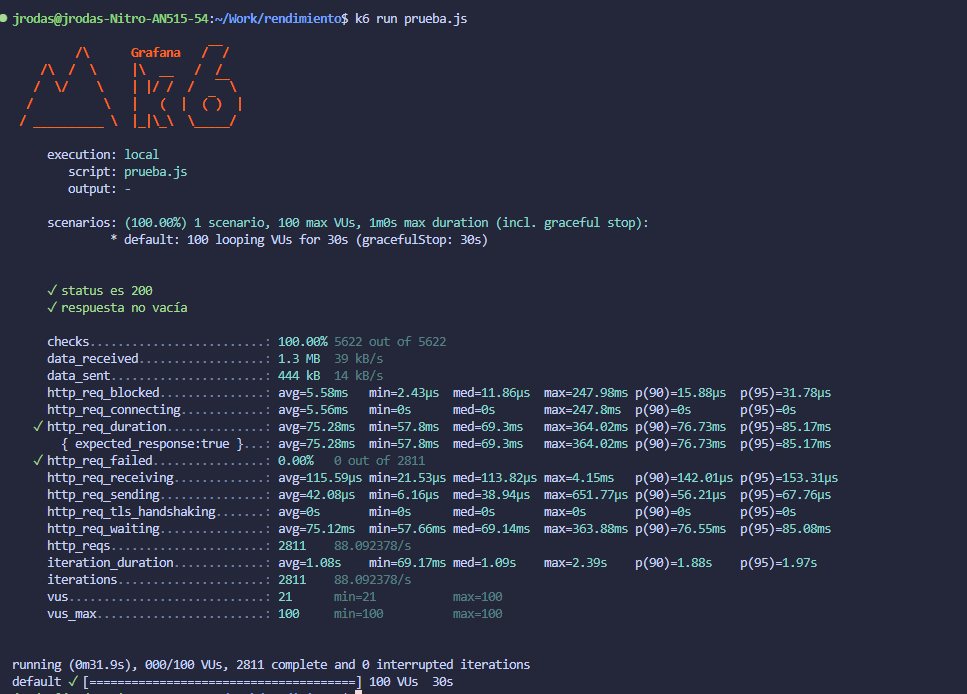 jrodas@jrodas-Nitro-AN515-54:~/Work/rendimiento$ k6 run prueba.js
Grafana
execution: local
script: prueba.js
output: -
scenarios: (100.00%) 1 scenario, 100 max VUs, 1m0s max duration (incl. graceful stop):
* default: 100 looping VUs for 30s (gracefulStop: 30s)
✓ status es 200
✓ respuesta no vacía
checks.........................: 100.00% 5622 out of 5622
data_received..................: 1.3 MB 39 kB/s
data_sent......................: 444 kB 14 kB/s
http_req_blocked...............: avg=5.58ms min=2.43µs med=11.86µs max=247.98ms p(90)=15.88µs p(95)=31.78µs
http_req_connecting............: avg=5.56ms min=0s med=0s max=247.8ms p(90)=0s p(95)=0s
✓ http_req_duration..............: avg=75.28ms min=57.8ms med=69.3ms max=364.02ms p(90)=76.73ms p(95)=85.17ms
{ expected_response:true }...: avg=75.28ms min=57.8ms med=69.3ms max=364.02ms p(90)=76.73ms p(95)=85.17ms
✓ http_req_failed................: 0.00% 0 out of 2811
http_req_receiving.............: avg=115.59µs min=21.53µs med=113.82µs max=4.15ms p(90)=142.01µs p(95)=153.31µs
http_req_sending...............: avg=42.08µs min=6.16µs med=38.94µs max=651.77µs p(90)=56.21µs p(95)=67.76µs
http_req_tls_handshaking.......: avg=0s min=0s med=0s max=0s p(90)=0s p(95)=0s
http_req_waiting...............: avg=75.12ms min=57.66ms med=69.14ms max=363.88ms p(90)=76.55ms p(95)=85.08ms
http_reqs......................: 2811 88.092378/s
iteration_duration.............: avg=1.08s min=69.17ms med=1.09s max=2.39s p(90)=1.88s p(95)=1.97s
iterations.....................: 2811 88.092378/s
vus............................: 21 min=21 max=100
vus_max........................: 100 min=100 max=100
running (0m31.9s), 000/100 VUs, 2811 complete and 0 interrupted iterations
default ✓ [======================================] 100 VUs 30s